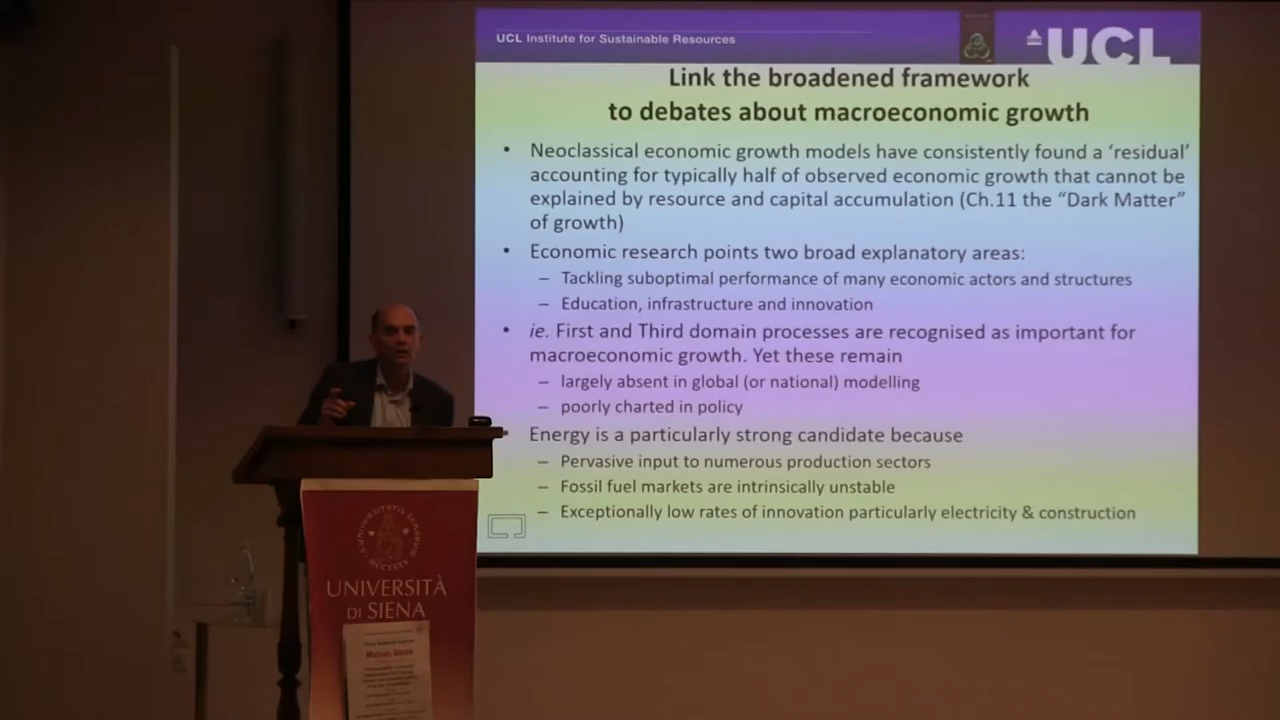 UCL Institute for Sustainable Resources
UCL
Link the broadened framework
to debates about macroeconomic growth
• Neoclassical economic growth models have consistently found a ‘residual’
accounting for typically half of observed economic growth that cannot be
explained by resource and capital accumulation (Ch.11 the “Dark Matter”
of growth)
• Economic research points two broad explanatory areas:
– Tackling suboptimal performance of many economic actors and structures
– Education, infrastructure and innovation
• ie. First and Third domain processes are recognised as important for
macroeconomic growth. Yet these remain
– largely absent in global (or national) modelling
– poorly charted in policy
Energy is a particularly strong candidate because
– Pervasive input to numerous production sectors
– Fossil fuel markets are intrinsically unstable
– Exceptionally low rates of innovation particularly electricity & construction
UNIVERSITÀ
DI SIENA